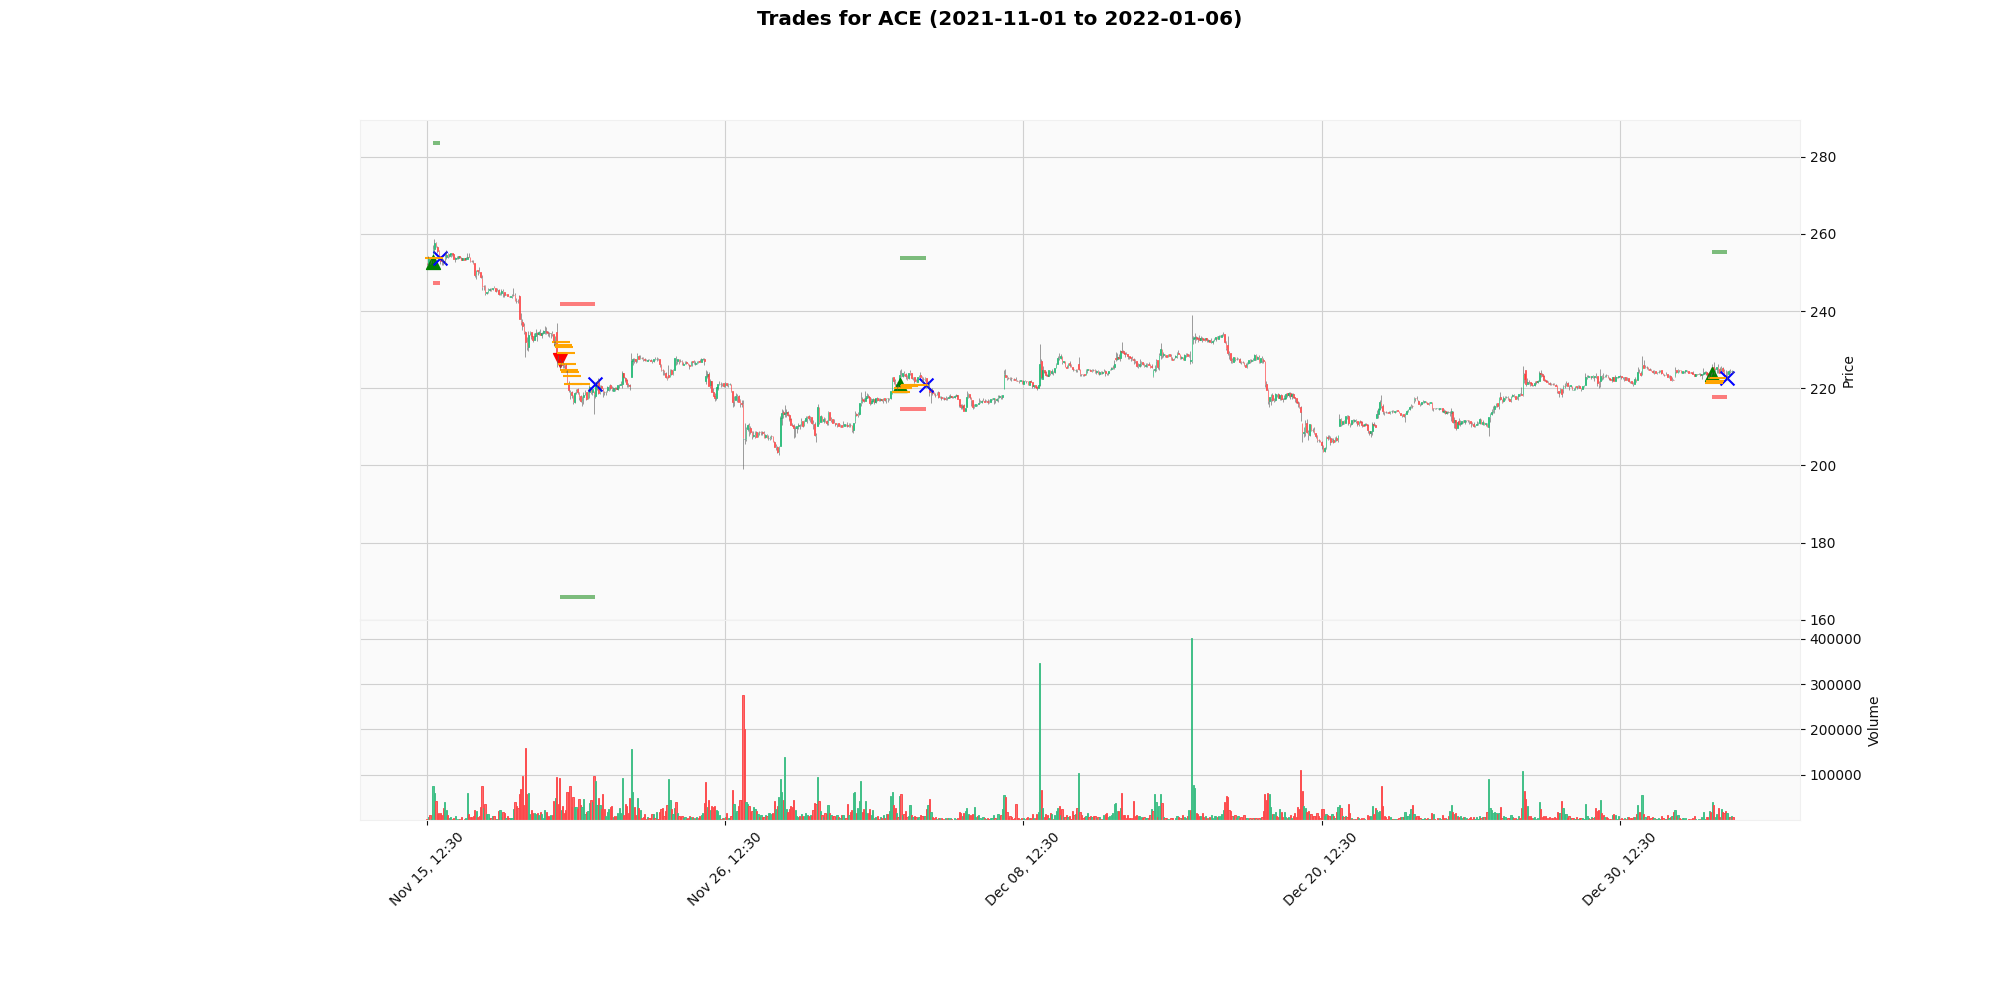 Trades for ACE (2021-11-01 to 2022-01-06)
280
260
240
220
200
180
160
Price
400000
300000
200000
100000
Volume
Nov 15, 12:30
Nov 26, 12:30
Dec 08, 12:30
Dec 20, 12:30
Dec 30, 12:30